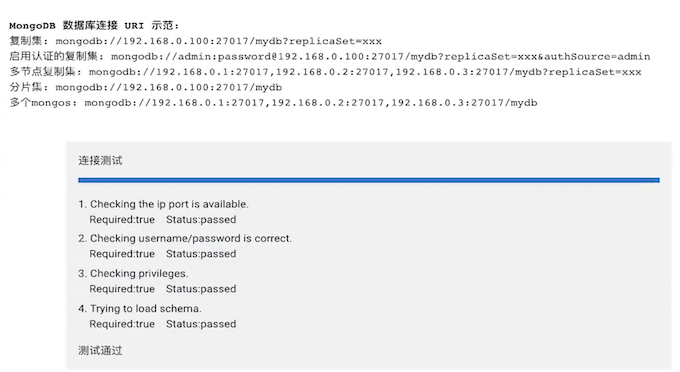 MongoDB 数据库连接 URI 示范:
复制集: mongodb://192.168.0.100:27017/mydb?replicaSet=xxx
启用认证的复制集: mongodb://admin:password@192.168.0.100:27017/mydb?replicaSet=xxx&authSource=admin
多节点复制集: mongodb://192.168.0.1:27017,192.168.0.2:27017,192.168.0.3:27017/mydb?replicaSet=xxx
分片集: mongodb://192.168.0.100:27017/mydb
多个mongos: mongodb://192.168.0.1:27017,192.168.0.2:27017,192.168.0.3:27017/mydb
连接测试
1. Checking the ip port is available.
Required:true Status:passed
2. Checking username/password is correct.
Required:true Status:passed
3. Checking privileges.
Required:true Status:passed
4. Trying to load schema.
Required:true Status:passed
测试通过